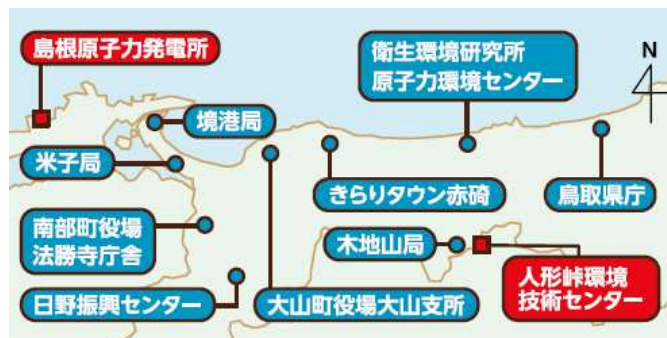 島根原子力発電所
衛生環境研究所
原子力環境センター
N
境港局
米子局
きらりタウン赤碕
鳥取県庁
南部町役場
法勝寺庁舎
木地山局
人形峠環境
技術センター
日野振興センター
大山町役場大山支所